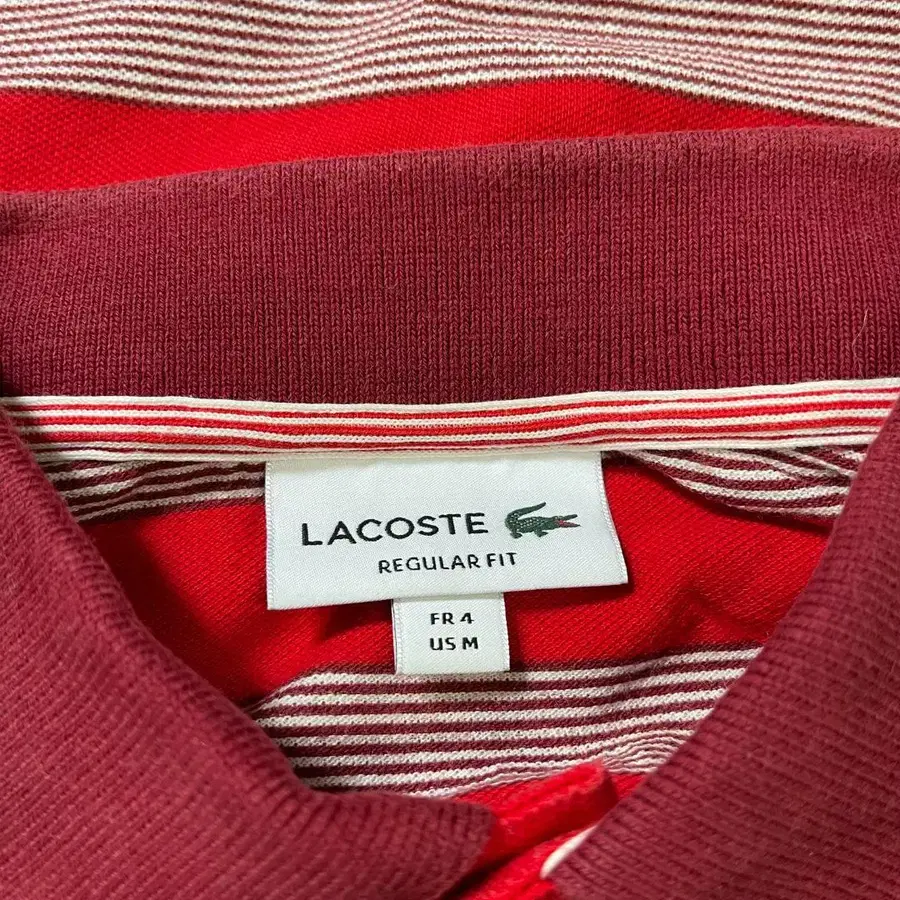 LACOSTE
REGULAR FIT
FR 4
US M